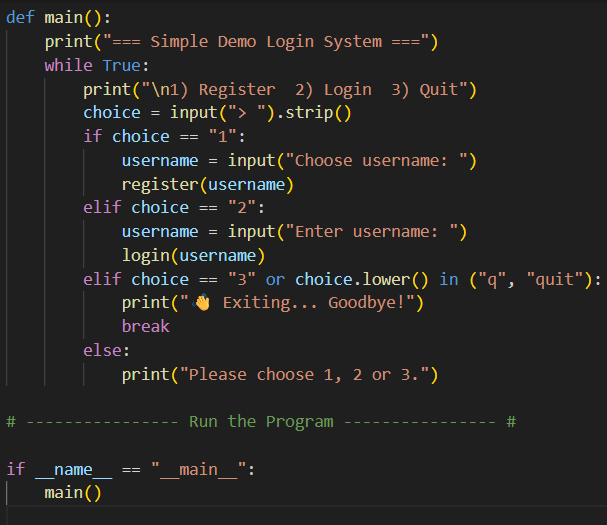 def main():
    print("=== Simple Demo Login System ===")
    while True:
        print("\n1) Register  2) Login  3) Quit")
        choice = input("> ").strip()
        if choice == "1":
            username = input("Choose username: ")
            register(username)
        elif choice == "2":
            username = input("Enter username: ")
            login(username)
        elif choice == "3" or choice.lower() in ("q", "quit"):
            print("👋 Exiting... Goodbye!")
            break
        else:
            print("Please choose 1, 2 or 3.")

# ---------------- Run the Program ---------------- #

if __name__ == "__main__":
    main()